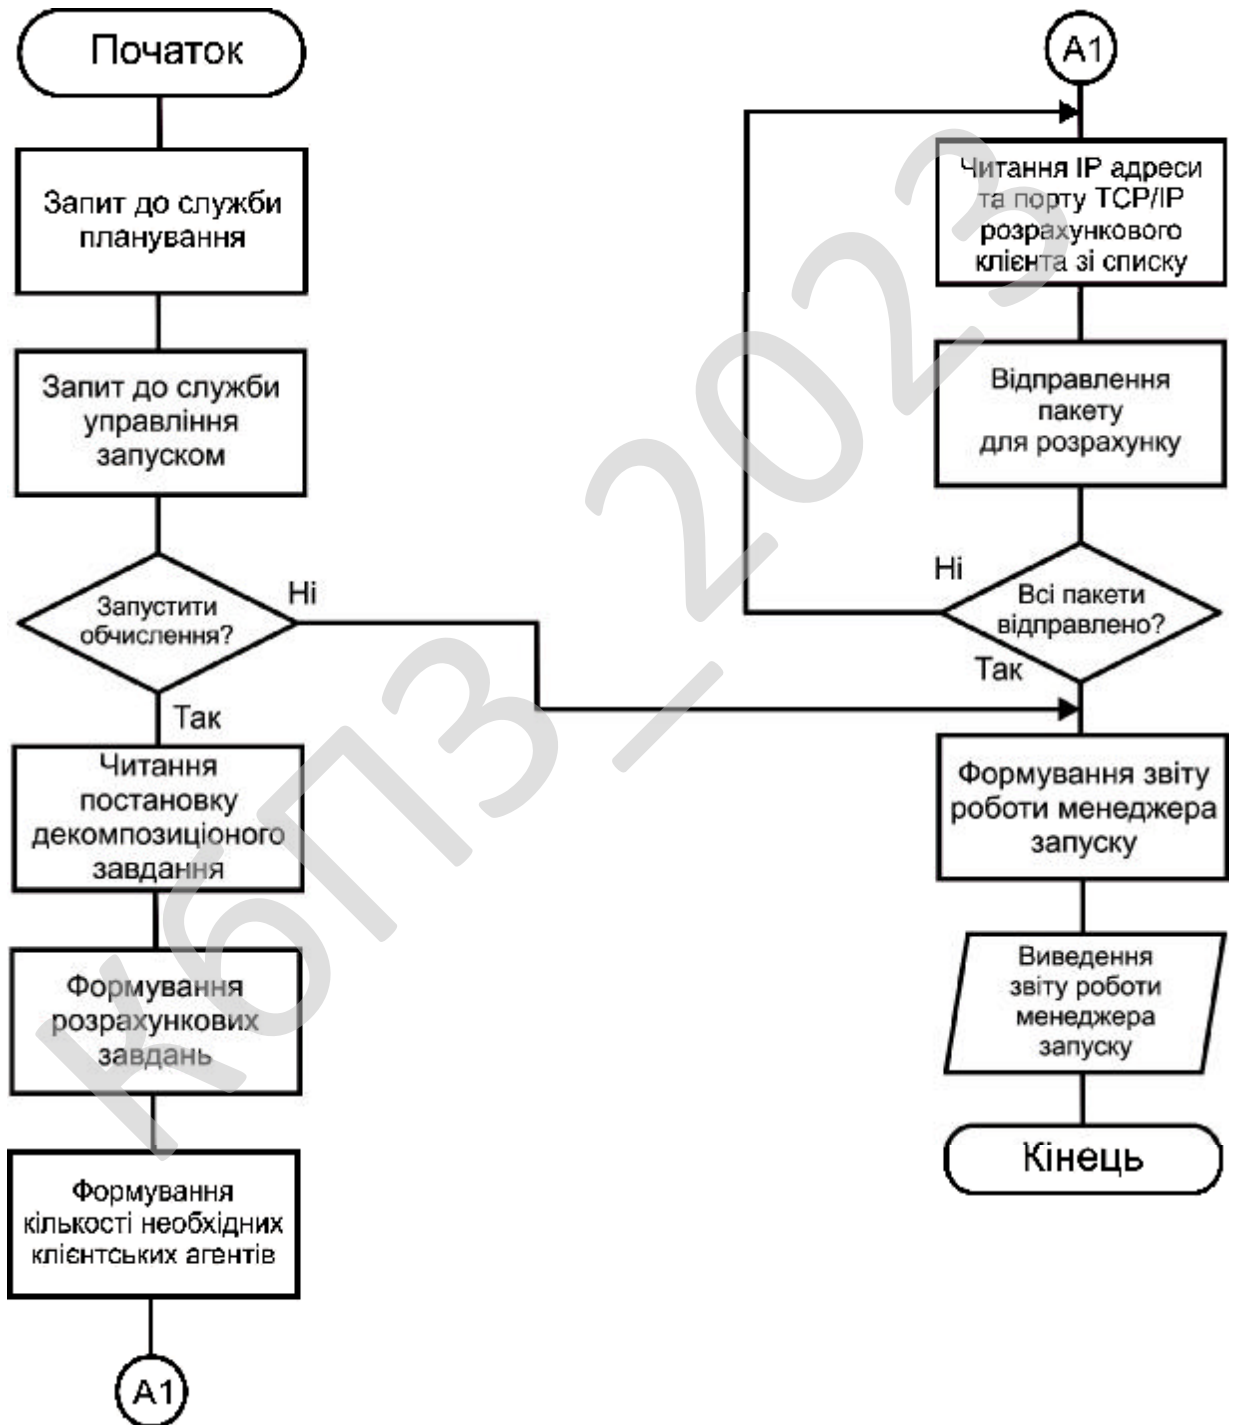 Початок
Запит до служби
планування
Запит до служби
управління
запуском
Запустити
обчислення?
Ні
Так
Читання
постановку
декомпозиціоного
завдання
Формування
розрахункових
завдань
Формування
кількості необхідних
клієнтських агентів
А1
А1
Читання IP адреси
та порту TCP/IP
розрахункового
клієнта зі списку
Відправлення
пакету
для розрахунку
Ні
Всі пакети
відправлено?
Так
Формування звіту
роботи менеджера
запуску
Виведення
звіту роботи
менеджера
запуску
Кінець
КбПЗ_2023